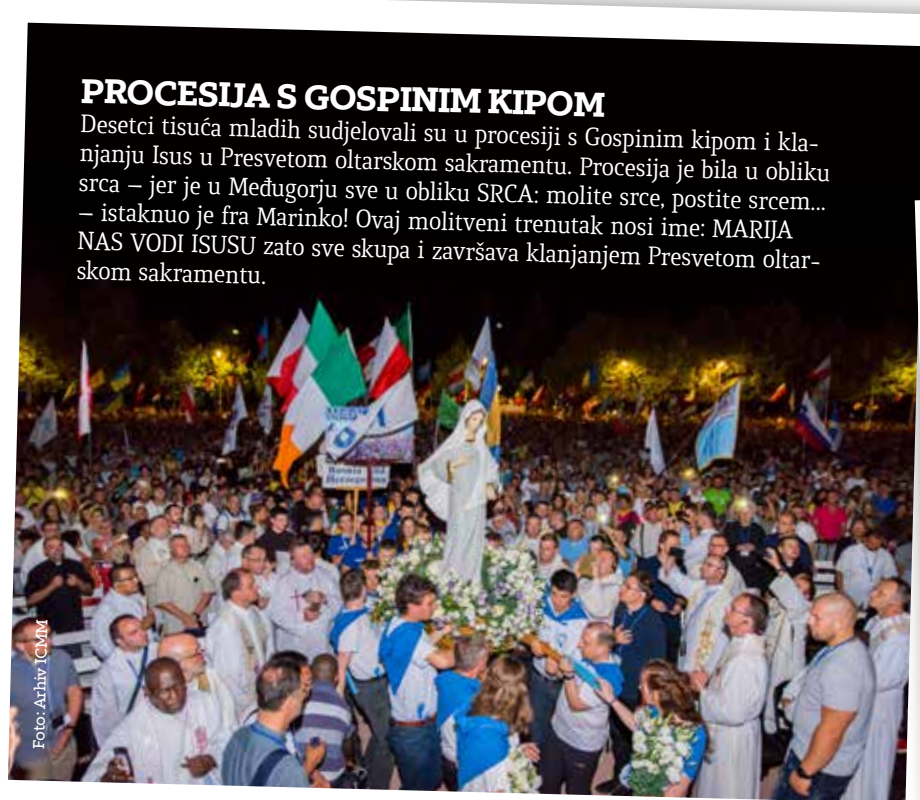 PROCESIJA S GOSPINIM KIPOM
Desetci tisuća mladih sudjelovali su u procesiji s Gospinim kipom i kla-
njanju Isus u Presvetom oltarskom sakramentu. Procesija je bila u obliku
srca – jer je u Međugorju sve u obliku SRCA: molite srce, postite srcem...
– istaknuo je fra Marinko! Ovaj molitveni trenutak nosi ime: MARIJA
NAS VODI ISUSU zato sve skupa i završava klanjanjem Presvetom oltar-
skom sakramentu.
Bosnia and
Herzegovina
Foto: Arhiv ICMM